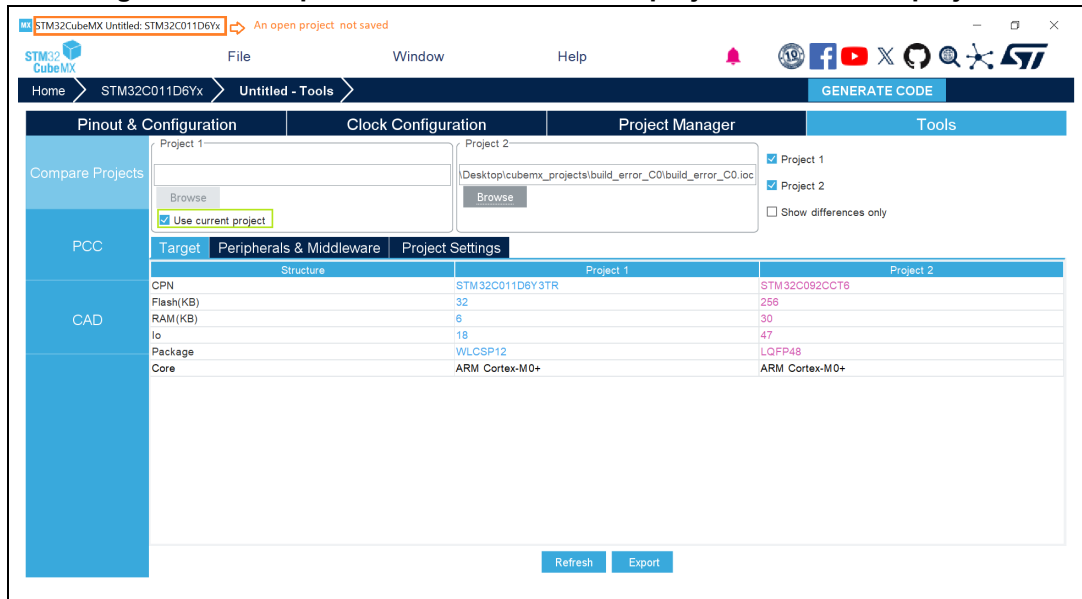 MX STM32CubeMX Untitled: STM32C011D6Yx An open project not saved
STM32 CubeMX File Window Help
Home STM32C011D6Yx Untitled - Tools GENERATE CODE
Pinout & Configuration Clock Configuration Project Manager Tools
Compare Projects
PCC
CAD
Project 1
Browse
Use current project
Project 2
\Desktop\cubemx_projects\build_error_C0\build_error_C0.ioc
Browse
Project 1
Project 2
Show differences only
Target Peripherals & Middleware Project Settings
Structure Project 1 Project 2
CPN STM32C011D6Y3TR STM32C092CCT6
Flash(KB) 32 256
RAM(KB) 6 30
Io 18 47
Package WLCSP12 LQFP48
Core ARM Cortex-M0+ ARM Cortex-M0+
Refresh Export